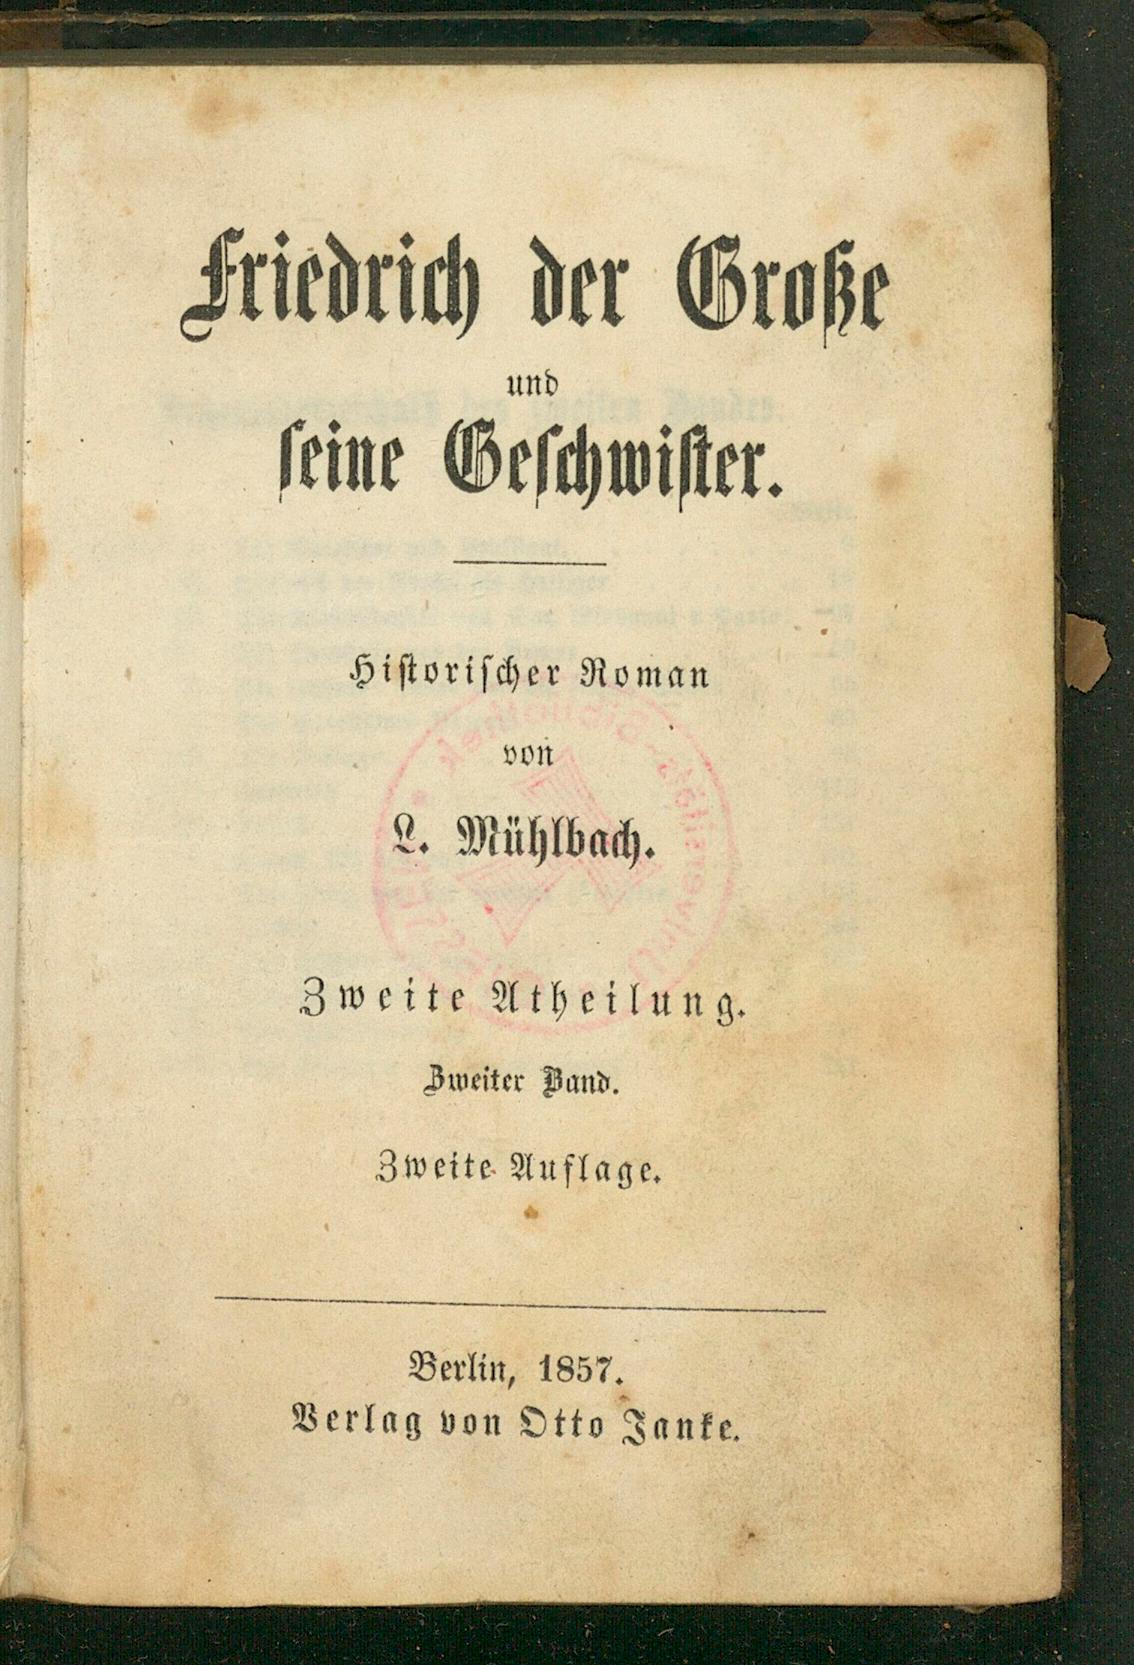 Friedrich der Große
und
seine Geschwister.
Historischer Roman
von
L. Mühlbach.
Zweite Atheilung.
Zweiter Band.
Zweite Auflage.
Berlin, 1857.
Verlag von Otto Janke.